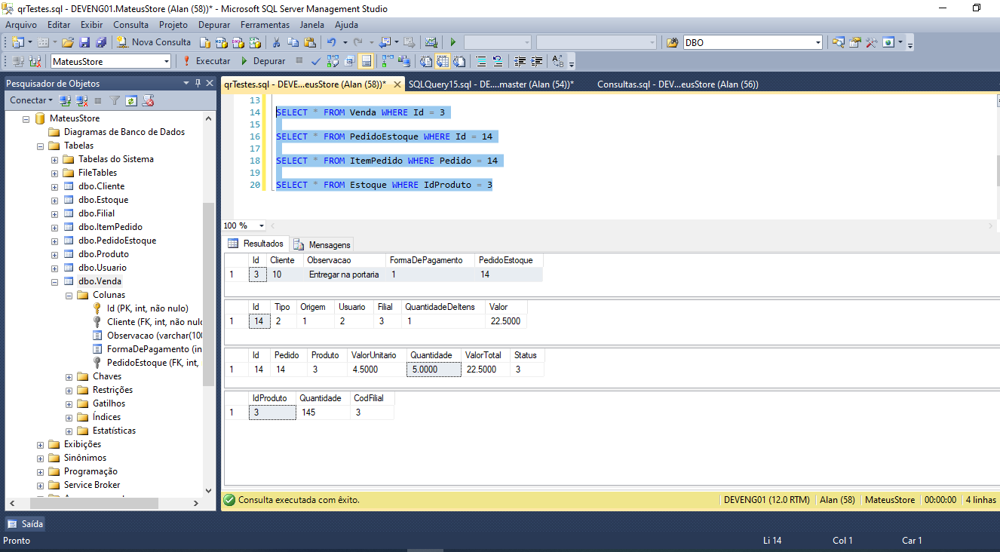 qrTestes.sql - DEVENG01.MateusStore (Alan (58))* - Microsoft SQL Server Management Studio
Arquivo Editar Exibir Consulta Projeto Depurar Ferramentas Janela Ajuda
Nova Consulta DBO
MateusStore Executar Depurar
Pesquisador de Objetos
Conectar
MateusStore
Diagramas de Banco de Dados
Tabelas
Tabelas do Sistema
FileTables
dbo.Cliente
dbo.Estoque
dbo.Filial
dbo.ItemPedido
dbo.PedidoEstoque
dbo.Produto
dbo.Usuario
dbo.Venda
Colunas
Id (PK, int, não nulo)
Cliente (FK, int, não nulo
Observacao (varchar(100
FormaDePagamento (in
PedidoEstoque (FK, int,
Chaves
Restrições
Gatilhos
Índices
Estatísticas
Exibições
Sinônimos
Programação
Service Broker
qrTestes.sql - DEVE...eusStore (Alan (58))* SQLQuery15.sql - DE....master (Alan (54))* Consultas.sql - DEV...eusStore (Alan (56))
13
14 SELECT * FROM Venda WHERE Id = 3
15
16 SELECT * FROM PedidoEstoque WHERE Id = 14
17
18 SELECT * FROM ItemPedido WHERE Pedido = 14
19
20 SELECT * FROM Estoque WHERE IdProduto = 3
100 %
Resultados Mensagens
Id Cliente Observacao FormaDePagamento PedidoEstoque
1 3 10 Entregar na portaria 1 14
Id Tipo Origem Usuario Filial QuantidadeDeItens Valor
1 14 2 1 2 3 1 22.5000
Id Pedido Produto ValorUnitario Quantidade ValorTotal Status
1 14 14 3 4.5000 5.0000 22.5000 3
IdProduto Quantidade CodFilial
1 3 145 3
Consulta executada com êxito. DEVENG01 (12.0 RTM) Alan (58) MateusStore 00:00:00 4 linhas
Saída
Pronto Li 14 Col 1 Car 1